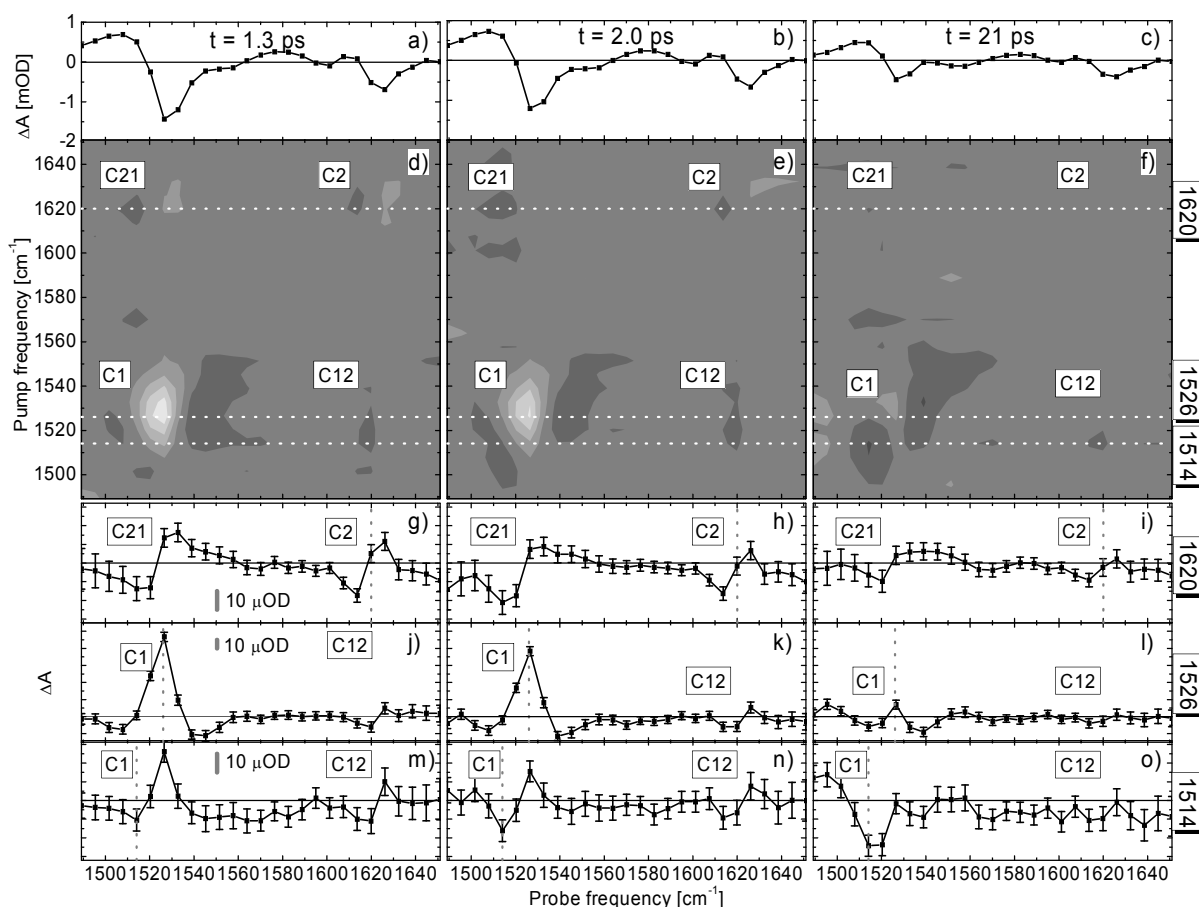 t = 1.3 ps a) t = 2.0 ps b) t = 21 ps c)
ΔA [mOD]
1
0
-1
-2
C21 C2 d) C21 C2 e) C21 C2 f)
Pump frequency [cm-1]
1640
1620
1600
1580
1560
1540
1520
1500
C1 C12 C1 C12 C1 C12
1620
1526
1514
C21 C2 g) C21 C2 h) C21 C2 i)
10 μOD
1620
C1 10 μOD C12 j) C1 C12 k) C1 C12 l)
ΔA
1526
C1 10 μOD C12 m) C1 C12 n) C1 C12 o)
1514
1500 1520 1540 1560 1580 1600 1620 1640 1500 1520 1540 1560 1580 1600 1620 1640 1500 1520 1540 1560 1580 1600 1620 1640
Probe frequency [cm-1]